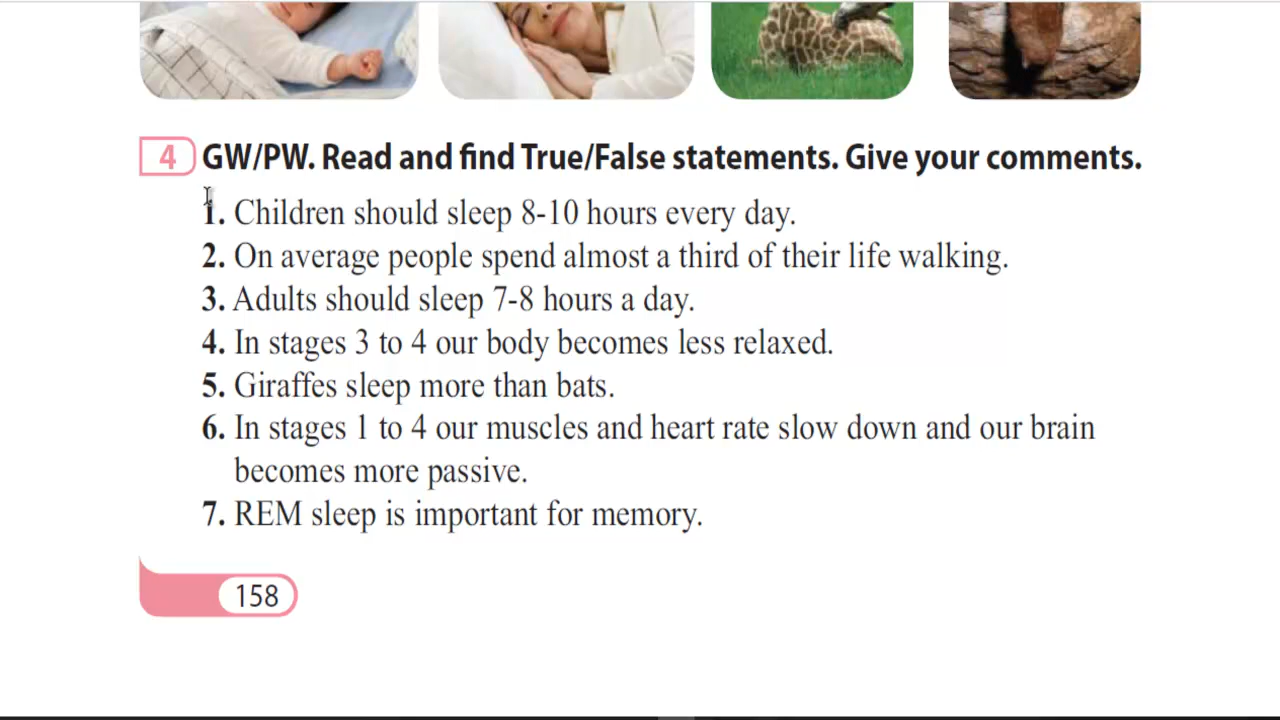 4 GW/PW. Read and find True/False statements. Give your comments.
1. Children should sleep 8-10 hours every day.
2. On average people spend almost a third of their life walking.
3. Adults should sleep 7-8 hours a day.
4. In stages 3 to 4 our body becomes less relaxed.
5. Giraffes sleep more than bats.
6. In stages 1 to 4 our muscles and heart rate slow down and our brain
becomes more passive.
7. REM sleep is important for memory.
158